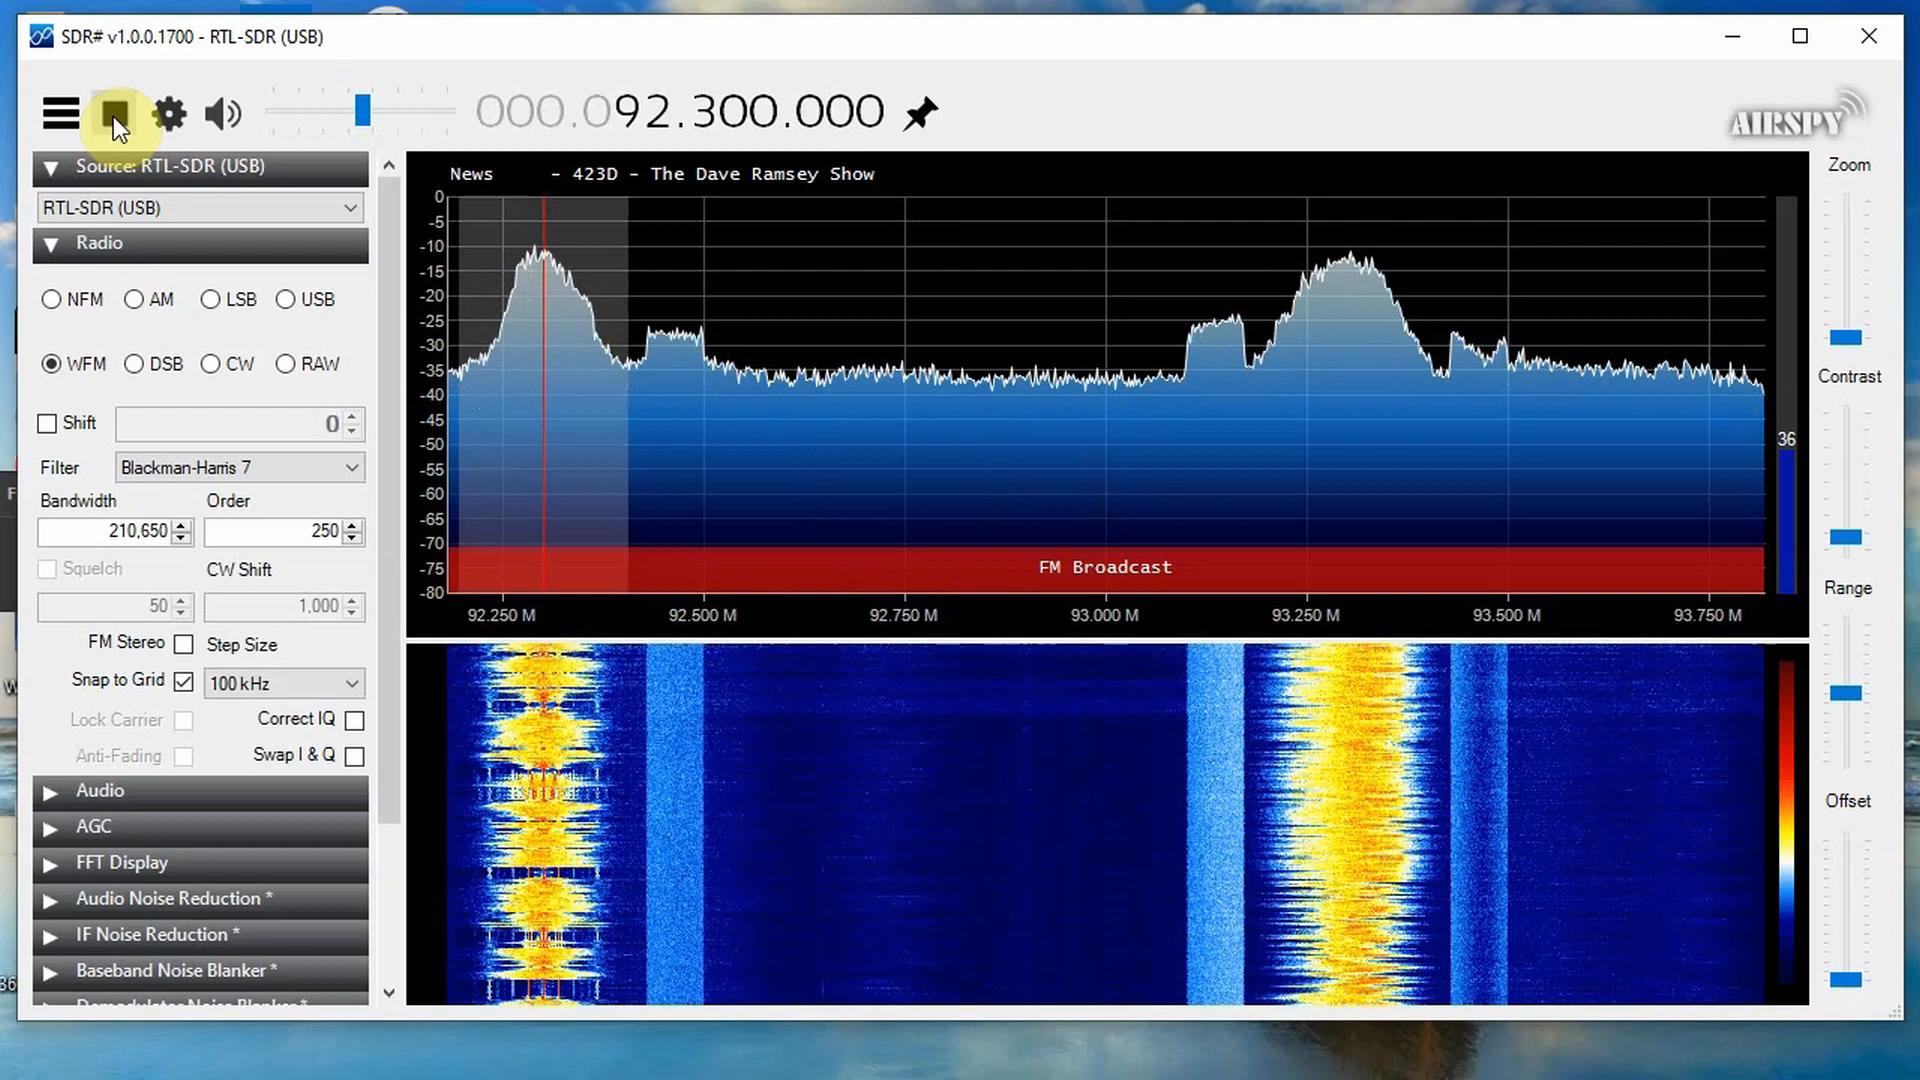 SDR# v1.0.0.1700 - RTL-SDR (USB)
000.092.300.000
AIRSPY
Source: RTL-SDR (USB)
RTL-SDR (USB)
Radio
NFM AM LSB USB
WFM DSB CW RAW
Shift 0
Filter Blackman-Harris 7
Bandwidth Order
210,650 250
Squelch CW Shift
50 1,000
FM Stereo Step Size
Snap to Grid 100 kHz
Lock Carrier Correct IQ
Anti-Fading Swap I & Q
Audio
AGC
FFT Display
Audio Noise Reduction *
IF Noise Reduction *
Baseband Noise Blanker *
Demodulator Noise Blanker *
News - 423D - The Dave Ramsey Show
0
-5
-10
-15
-20
-25
-30
-35
-40
-45
-50
-55
-60
-65
-70
-75
-80
FM Broadcast
92.250 M 92.500 M 92.750 M 93.000 M 93.250 M 93.500 M 93.750 M
36
Zoom
Contrast
Range
Offset